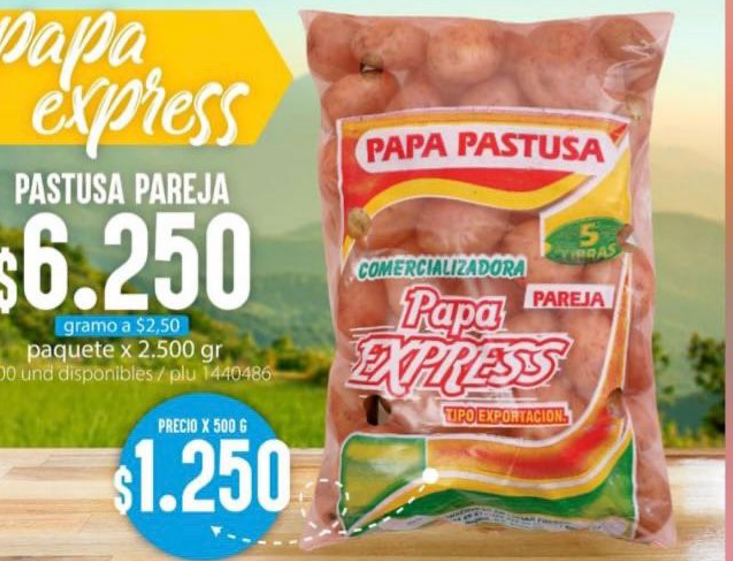 papa
express
PASTUSA PAREJA
$6.250
gramo a $2,50
paquete x 2.500 gr
00 und disponibles / plu 1440486
PRECIO X 500 G
$1.250
PAPA PASTUSA
5
LIBRAS
COMERCIALIZADORA
PAREJA
Papa
EXPRESS
TIPO EXPORTACION.